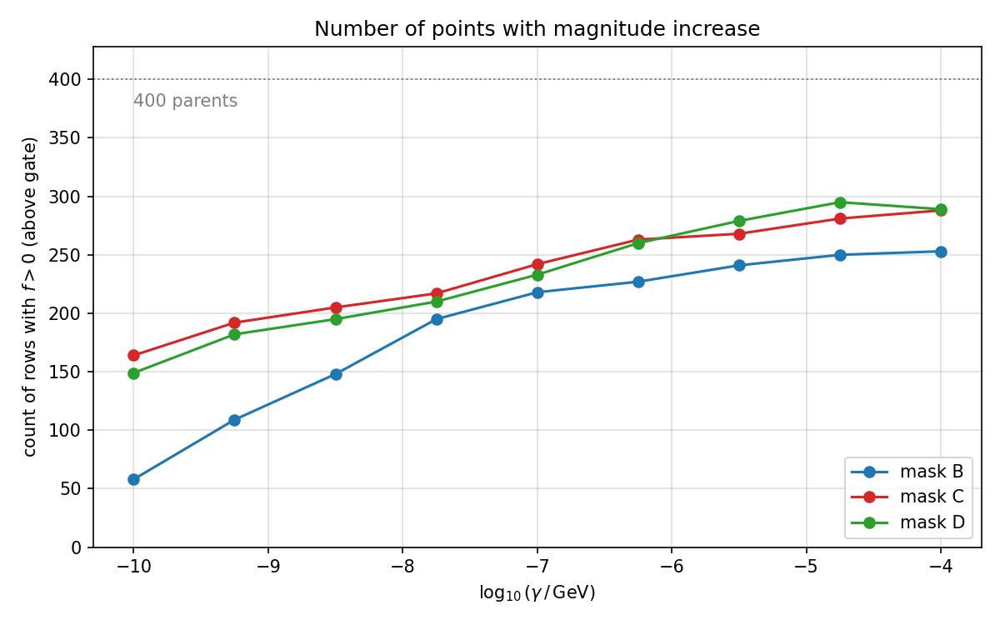 Number of points with magnitude increase
count of rows with f > 0 (above gate)
400
350
300
250
200
150
100
50
0
400 parents
mask B
mask C
mask D
−10
−9
−8
−7
−6
−5
−4
log₁₀(γ/GeV)